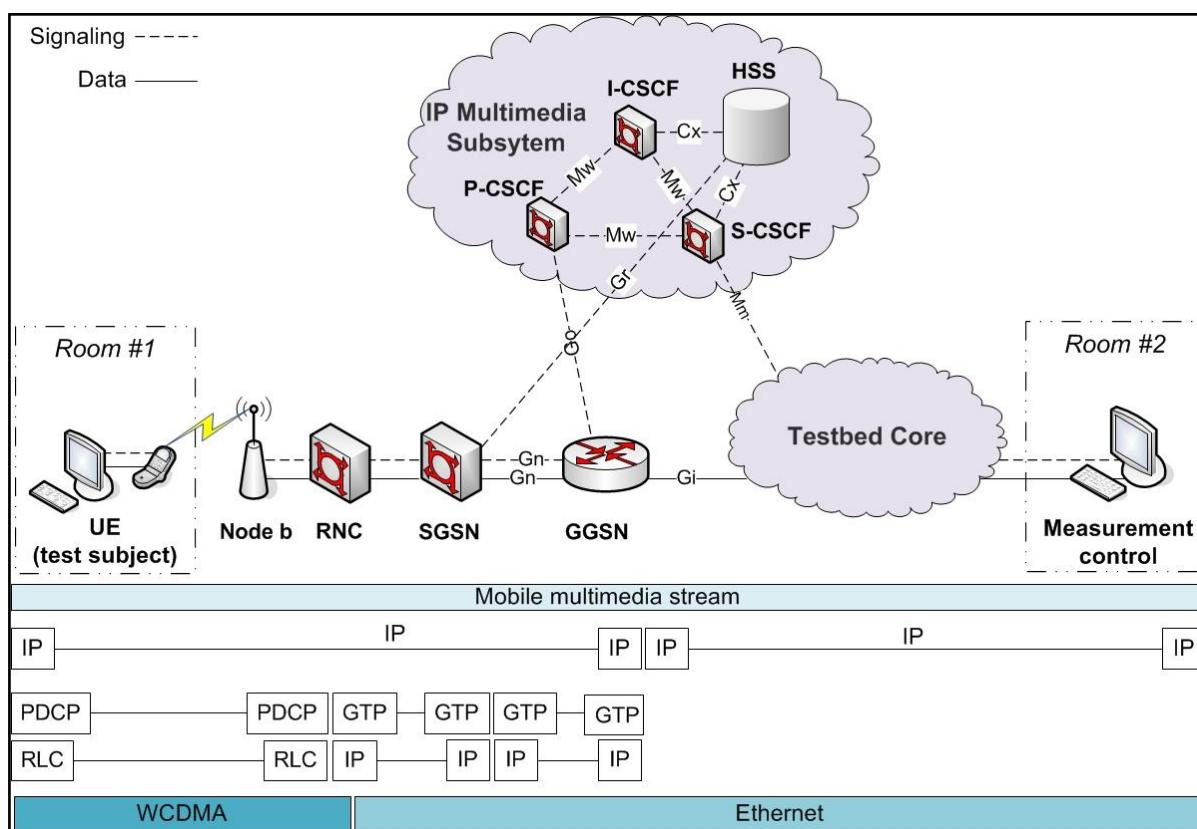 Signaling
Data
HSS
I-CSCF
IP Multimedia
Subsytem
Cx
Mw
Mw
Cx
P-CSCF
Mw
S-CSCF
Gr
Mm
Go
Room #1
Room #2
Testbed Core
Gn
Gn
Gi
UE
(test subject)
Node b
RNC
SGSN
GGSN
Measurement
control
Mobile multimedia stream
IP IP IP IP IP IP
PDCP PDCP GTP GTP GTP GTP
RLC RLC IP IP IP IP
WCDMA Ethernet